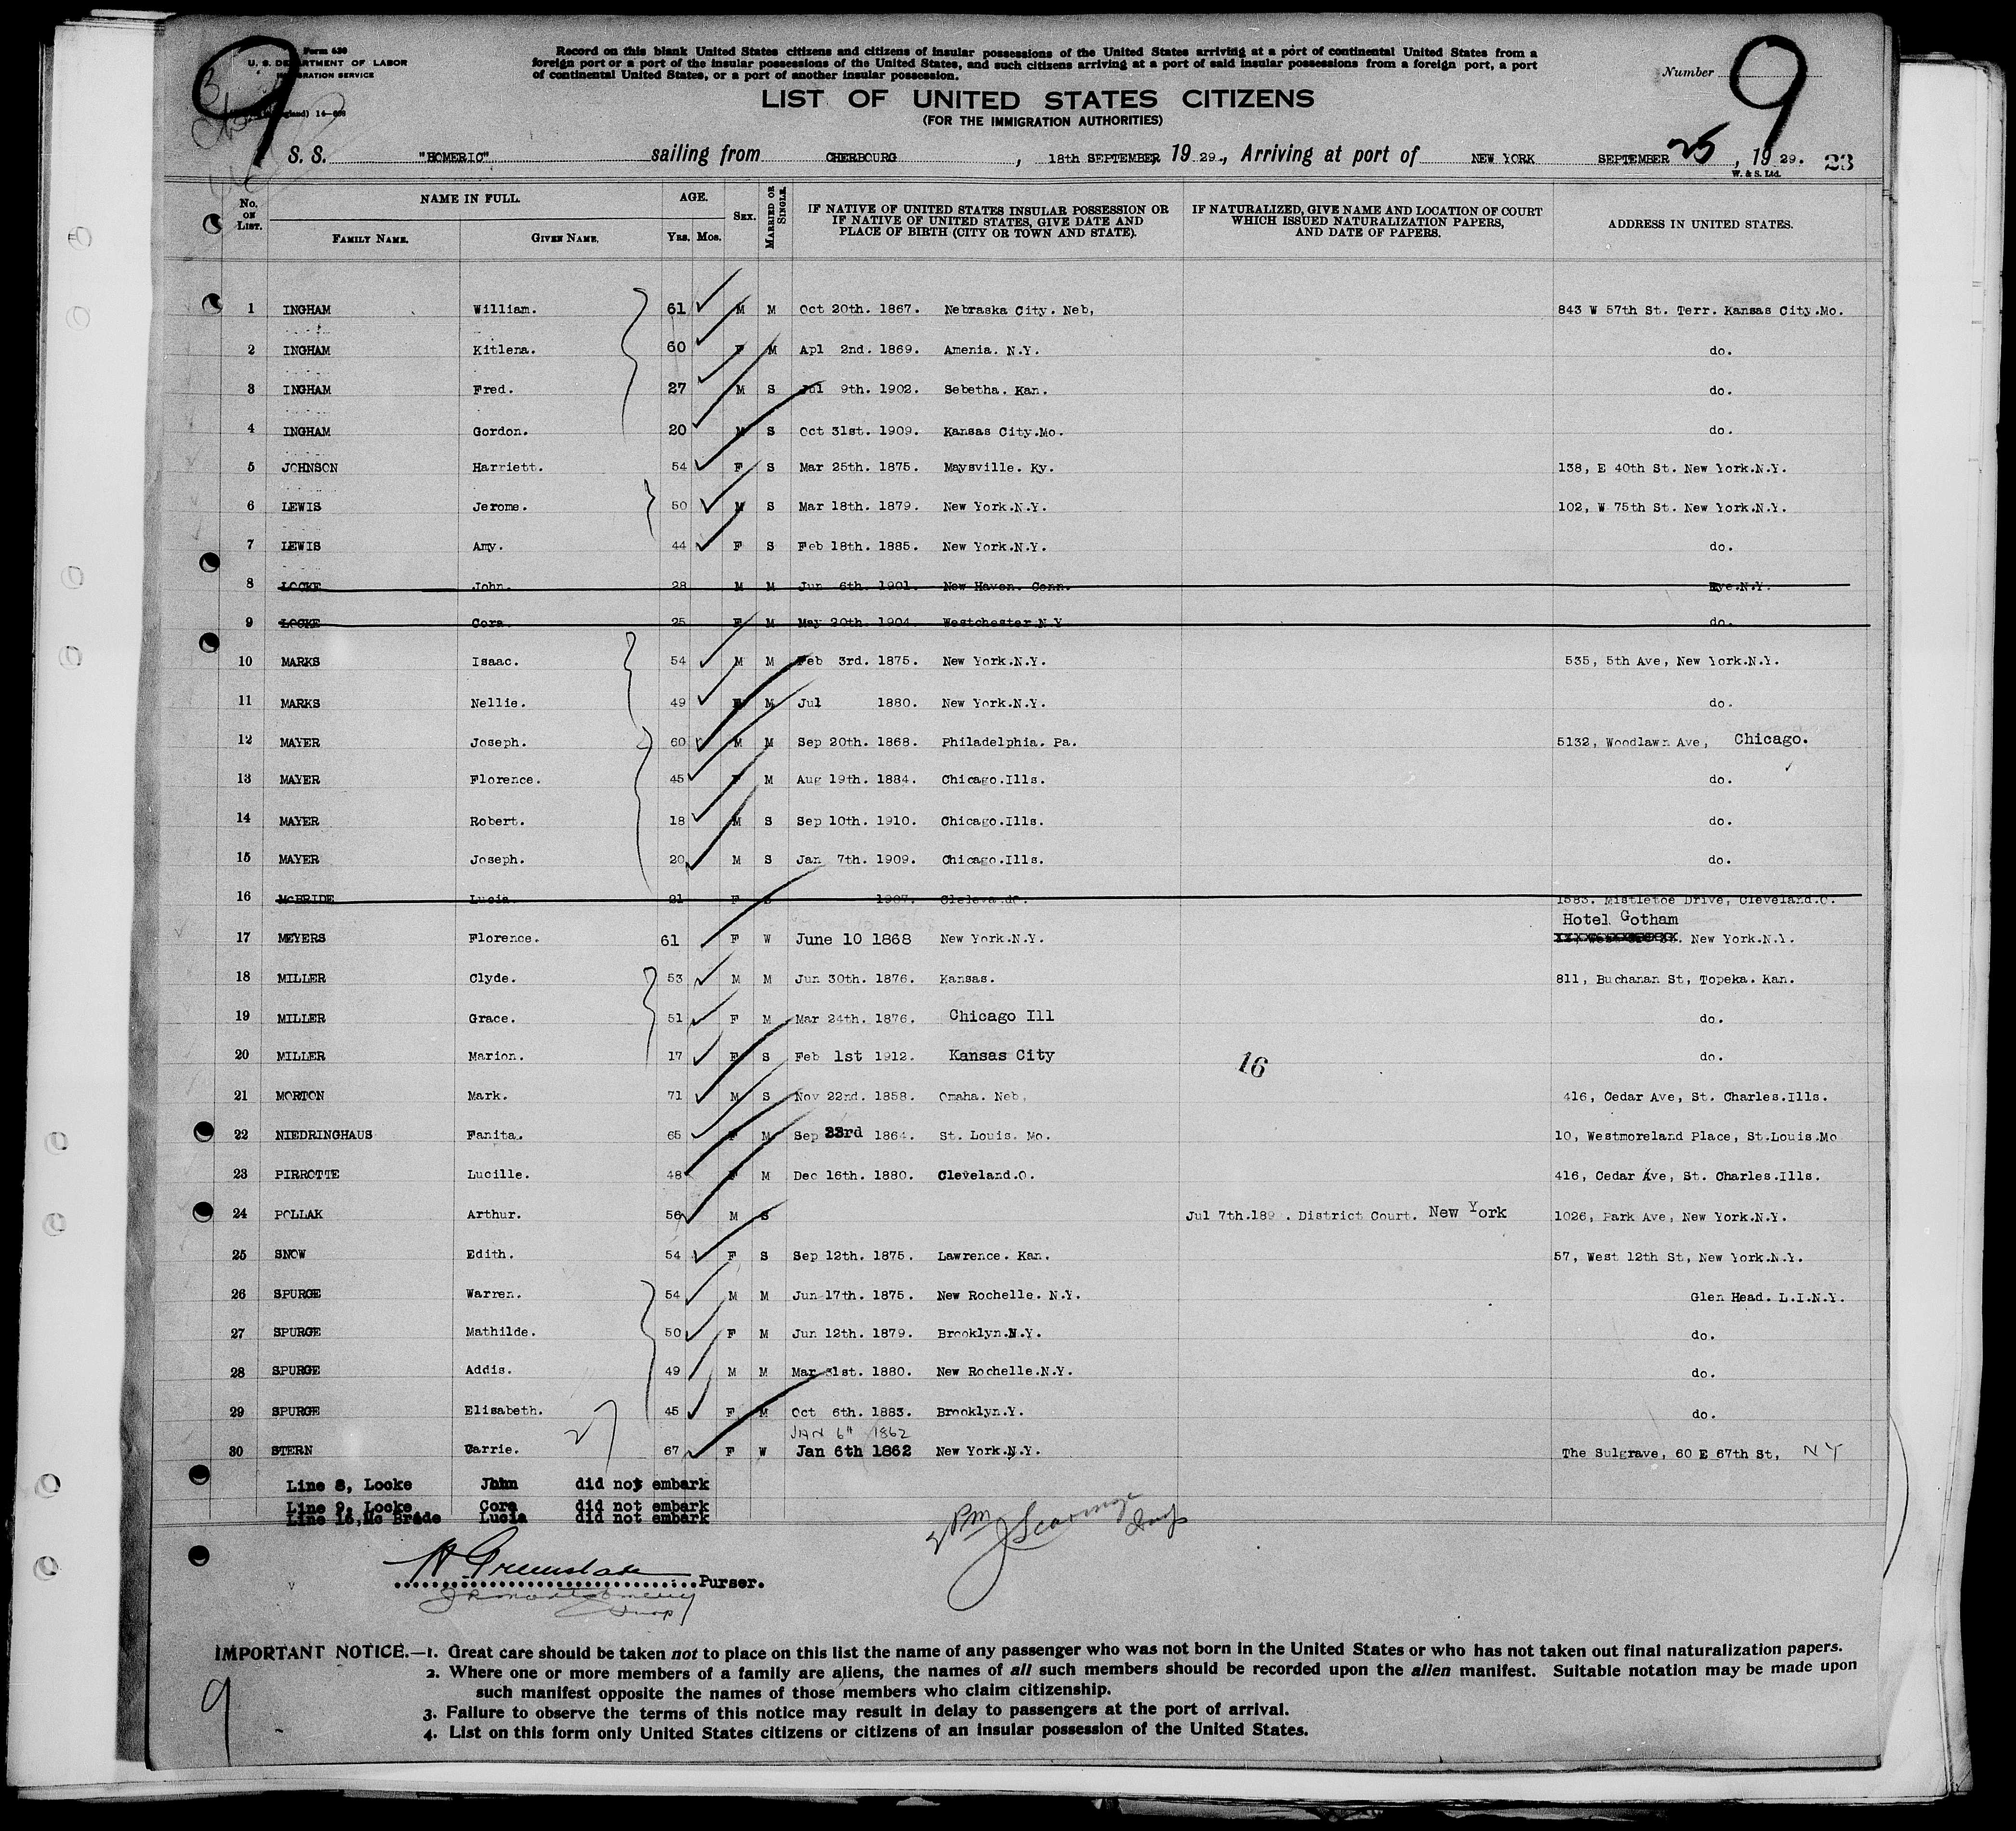 9
Form 630
U. S. DEPARTMENT OF LABOR
IMMIGRATION SERVICE
Record on this blank United States citizens and citizens of insular possessions of the United States arriving at a port of continental United States from a
foreign port or a port of the insular possessions of the United States, and such citizens arriving at a port of said insular possessions from a foreign port, a port
of continental United States, or a port of another insular possession.
Number 9
LIST OF UNITED STATES CITIZENS
(FOR THE IMMIGRATION AUTHORITIES)
S. S. "HOMERIC" sailing from CHERBOURG, 18th SEPTEMBER 19 29., Arriving at port of NEW YORK SEPTEMBER 25, 19 29. 23
W. & S. Ltd.
No. ON LIST. NAME IN FULL. AGE. SEX. MARRIED OR SINGLE. IF NATIVE OF UNITED STATES INSULAR POSSESSION OR IF NATIVE OF UNITED STATES, GIVE DATE AND PLACE OF BIRTH (CITY OR TOWN AND STATE). IF NATURALIZED, GIVE NAME AND LOCATION OF COURT WHICH ISSUED NATURALIZATION PAPERS, AND DATE OF PAPERS. ADDRESS IN UNITED STATES.
FAMILY NAME. GIVEN NAME. Yrs. Mos.
1 INGHAM William. 61 M M Oct 20th. 1867. Nebraska City. Neb, 843 W 57th St. Terr. Kansas City.Mo.
2 INGHAM Kitlena. 60 F M Apl 2nd. 1869. Amenia. N.Y. do.
3 INGHAM Fred. 27 M S Jul 9th. 1902. Sebetha. Kan. do.
4 INGHAM Gordon. 20 M S Oct 31st. 1909. Kansas City.Mo. do.
5 JOHNSON Harriett. 54 F S Mar 25th. 1875. Maysville. Ky. 138, E 40th St. New York.N.Y.
6 LEWIS Jerome. 50 M S Mar 18th. 1879. New York.N.Y. 102, W 75th St. New York.N.Y.
7 LEWIS Amy. 44 F S Feb 18th. 1885. New York.N.Y. do.
8 LOCKE John. 28 M M Jun 6th. 1901. New Haven. Conn. Rye.N.Y.
9 LOCKE Cora 25 F M May 20th. 1904. Westchester N.Y do.
10 MARKS Isaac. 54 M M Feb 3rd. 1875. New York.N.Y. 535, 5th Ave, New York.N.Y.
11 MARKS Nellie. 49 F M Jul 1880. New York.N.Y. do.
12 MAYER Joseph. 60 M M Sep 20th. 1868. Philadelphia. Pa. 5132, Woodlawn Ave, Chicago.
13 MAYER Florence. 45 F M Aug 19th. 1884. Chicago.Ills. do.
14 MAYER Robert. 18 M S Sep 10th. 1910. Chicago.Ills. do.
15 MAYER Joseph. 20 M S Jan 7th. 1909. Chicago.Ills. do.
16 McBRIDE Lucia 21 F S 1907. 1583. Mistletoe Drive, Cleveland.O.
Hotel Gotham
17 MEYERS Florence. 61 F W June 10 1868 New York.N.Y. New York.N.Y.
18 MILLER Clyde. 53 M M Jun 30th. 1876. Kansas. 811, Buchanan St, Topeka. Kan.
19 MILLER Grace. 51 F M Mar 24th. 1876. Chicago Ill do.
20 MILLER Marion. 17 F S Feb 1st 1912. Kansas City 16 do.
21 MORTON Mark. 71 M S Nov 22nd. 1858. Omaha. Neb. 416, Cedar Ave, St. Charles.Ills.
22 NIEDRINGHAUS Fanita. 65 F M Sep 23rd 1864. St. Louis. Mo. 10, Westmoreland Place, St.Louis.Mo
23 PIRROTTE Lucille. 48 F M Dec 16th. 1880. Cleveland.O. 416, Cedar Ave, St. Charles.Ills.
24 POLLAK Arthur. 56 M S Jul 7th.189 . District Court. New York 1026, Park Ave, New York.N.Y.
25 SNOW Edith. 54 F S Sep 12th. 1875. Lawrence. Kan. 57, West 12th St, New York.N.Y.
26 SPURGE Warren. 54 M M Jun 17th. 1875. New Rochelle. N.Y. Glen Head. L.I.N.Y.
27 SPURGE Mathilde. 50 F M Jun 12th. 1879. Brooklyn.N.Y. do.
28 SPURGE Addis. 49 M M Mar 31st. 1880. New Rochelle.N.Y. do.
29 SPURGE Elisabeth. 45 F M Oct 6th. 1883. Brooklyn.Y. do.
JAN 6th 1862
30 STERN Carrie. 67 F W Jan 6th 1862 New York.N.Y. The Sulgrave, 60 E 67th St, NY
27
Line 8, Locke John did not embark
Line 9, Locke Cora did not embark
Line 16, Mc Bride Lucia did not embark
Purser.
IMPORTANT NOTICE.—1. Great care should be taken not to place on this list the name of any passenger who was not born in the United States or who has not taken out final naturalization papers.
2. Where one or more members of a family are aliens, the names of all such members should be recorded upon the alien manifest. Suitable notation may be made upon
such manifest opposite the names of those members who claim citizenship.
3. Failure to observe the terms of this notice may result in delay to passengers at the port of arrival.
4. List on this form only United States citizens or citizens of an insular possession of the United States.
9